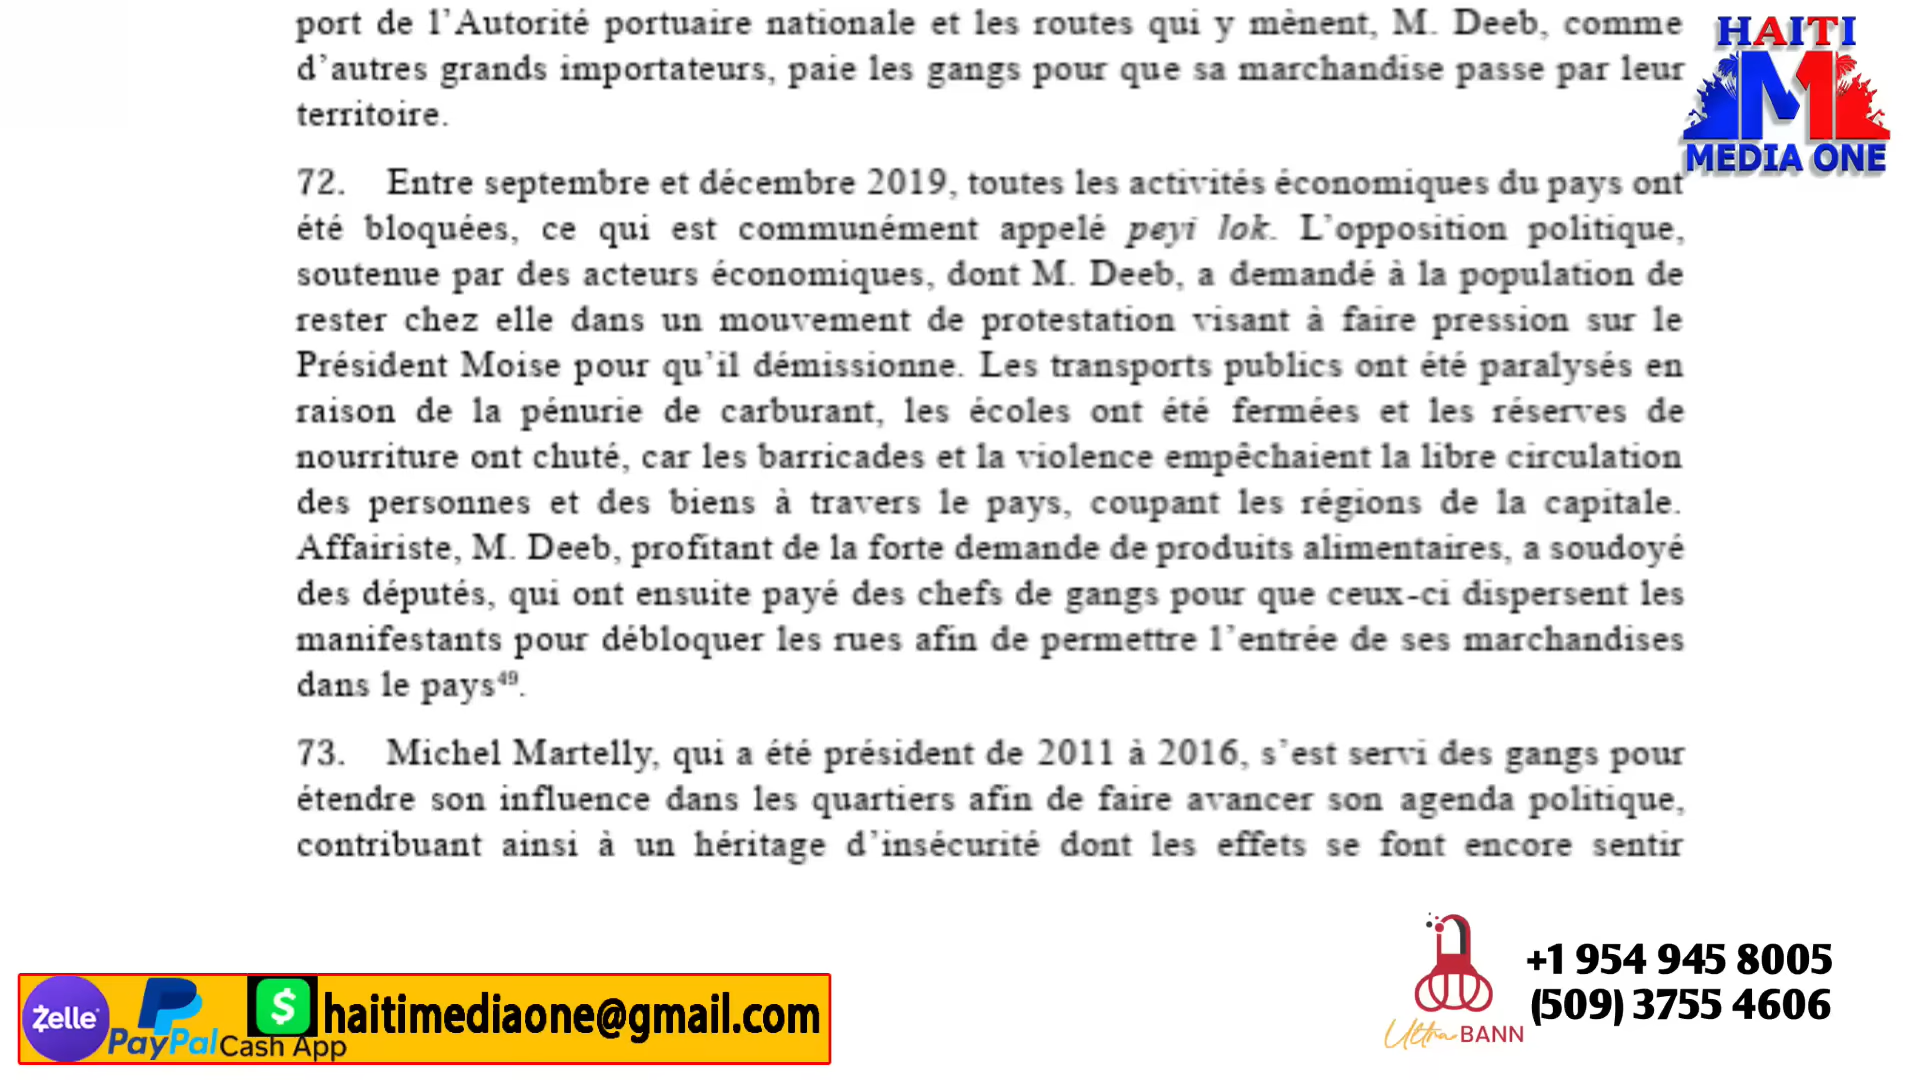 port de l’Autorité portuaire nationale et les routes qui y mènent, M. Deeb, comme
d’autres grands importateurs, paie les gangs pour que sa marchandise passe par leur
territoire.
72. Entre septembre et décembre 2019, toutes les activités économiques du pays ont
été bloquées, ce qui est communément appelé peyi lok. L’opposition politique,
soutenue par des acteurs économiques, dont M. Deeb, a demandé à la population de
rester chez elle dans un mouvement de protestation visant à faire pression sur le
Président Moise pour qu’il démissionne. Les transports publics ont été paralysés en
raison de la pénurie de carburant, les écoles ont été fermées et les réserves de
nourriture ont chuté, car les barricades et la violence empêchaient la libre circulation
des personnes et des biens à travers le pays, coupant les régions de la capitale.
Affairiste, M. Deeb, profitant de la forte demande de produits alimentaires, a soudoyé
des députés, qui ont ensuite payé des chefs de gangs pour que ceux-ci dispersent les
manifestants pour débloquer les rues afin de permettre l’entrée de ses marchandises
dans le pays⁴⁹.
73. Michel Martelly, qui a été président de 2011 à 2016, s’est servi des gangs pour
étendre son influence dans les quartiers afin de faire avancer son agenda politique,
contribuant ainsi à un héritage d’insécurité dont les effets se font encore sentir
HAITI
M1
MEDIA ONE
Zelle
PayPal
$
Cash App
haitimediaone@gmail.com
Ultra BANN
+1 954 945 8005
(509) 3755 4606